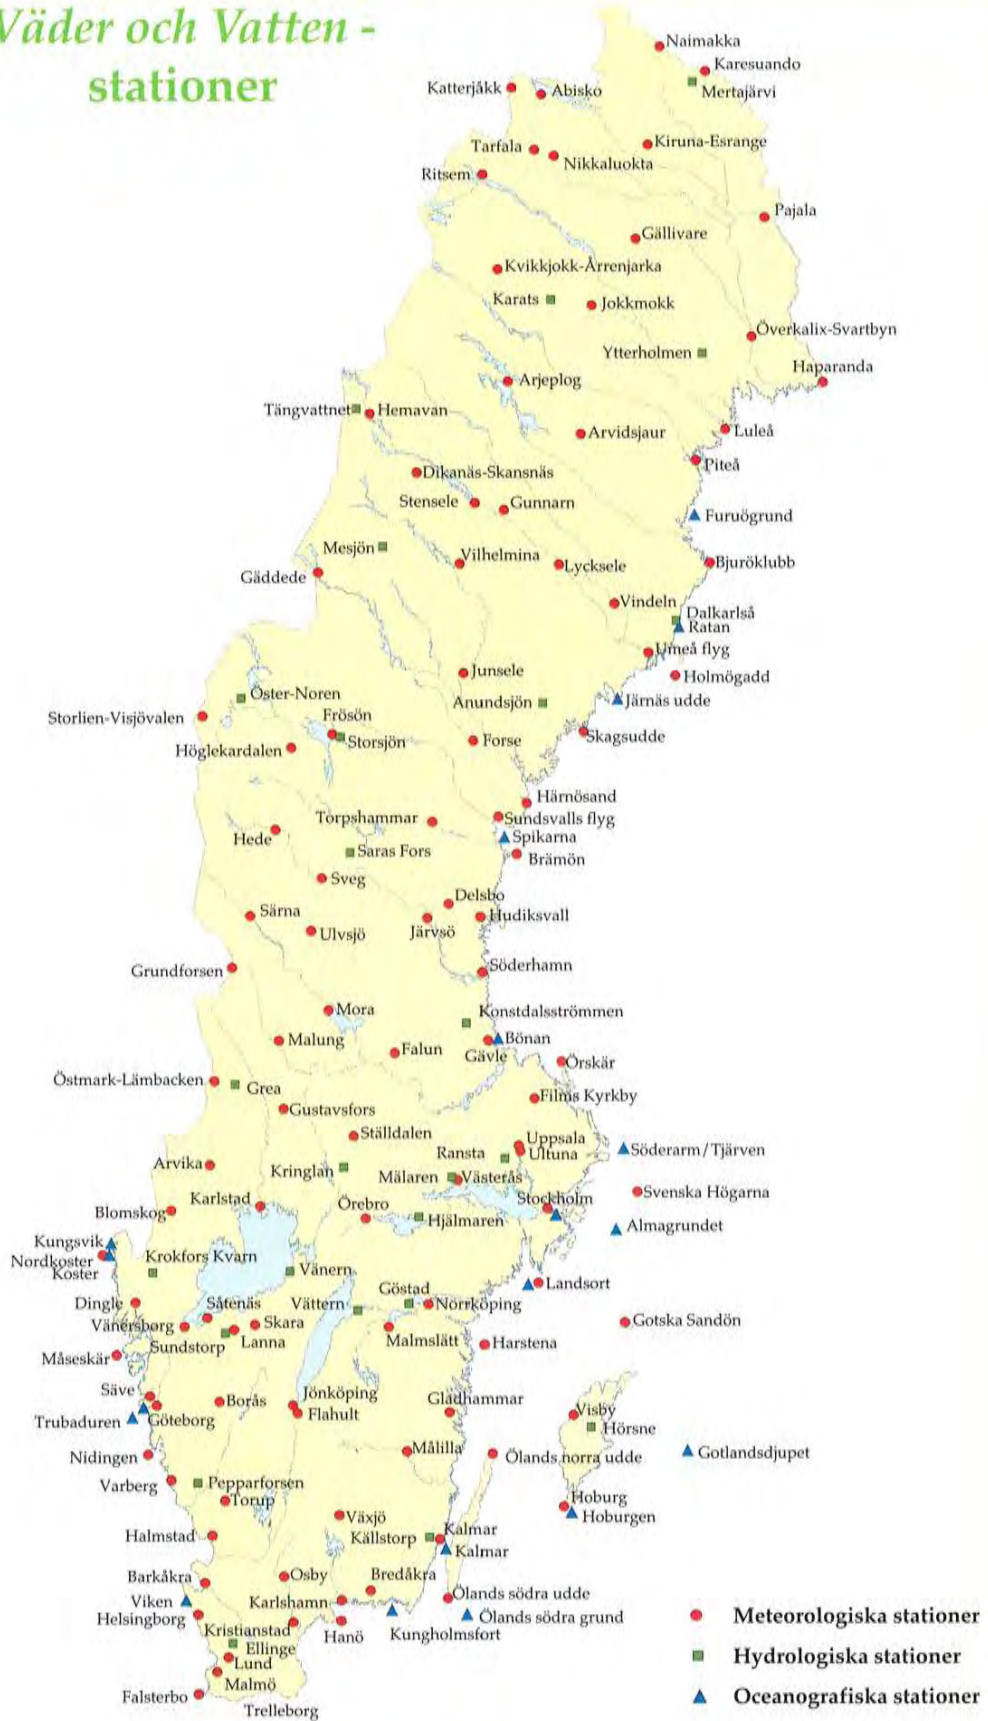 Väder och Vatten -
stationer
Naimakka
Karesuando
Katterjåkk
Abisko
Mertajärvi
Tarfala
Kiruna-Esrange
Nikkaluokta
Ritsem
Pajala
Gällivare
Kvikkjokk-Årrenjarka
Karats
Jokkmokk
Överkalix-Svartbyn
Ytterholmen
Haparanda
Arjeplog
Tängvattnet
Hemavan
Arvidsjaur
Luleå
Piteå
Dikanäs-Skansnäs
Stensele
Gunnarn
Furuögrund
Mesjön
Vilhelmina
Lycksele
Bjuröklubb
Gäddede
Vindeln
Dalkarlså
Ratan
Umeå flyg
Junsele
Holmögadd
Öster-Noren
Anundsjön
Järnäs udde
Storlien-Visjövalen
Frösön
Storsjön
Forse
Skagsudde
Höglekardalen
Härnösand
Torpshammar
Sundsvalls flyg
Hede
Spikarna
Saras Fors
Brämön
Sveg
Delsbo
Särna
Hudiksvall
Ulvsjö
Järvsö
Grundforsen
Söderhamn
Mora
Konstdalsströmmen
Malung
Falun
Gävle
Bönan
Örskär
Östmark-Lämbacken
Grea
Films Kyrkby
Gustavsfors
Ställdalen
Uppsala
Ransta
Ultuna
Söderarm/Tjärven
Arvika
Kringlan
Mälaren
Västerås
Karlstad
Örebro
Stockholm
Svenska Högarna
Blomskog
Hjälmaren
Almagrundet
Kungsvik
Nordkoster
Koster
Krokfors Kvarn
Vänern
Landsort
Göstad
Dingle
Såtenäs
Vättern
Norrköping
Vänersborg
Skara
Gotska Sandön
Sundstorp
Lanna
Malmslätt
Harstena
Måseskär
Säve
Borås
Jönköping
Gladhammar
Trubaduren
Göteborg
Flahult
Visby
Hörsne
Nidingen
Målilla
Ölands norra udde
Gotlandsdjupet
Varberg
Pepparforsen
Torup
Hoburg
Hoburgen
Växjö
Halmstad
Källstorp
Kalmar
Kalmar
Barkåkra
Osby
Bredåkra
Viken
Karlshamn
Ölands södra udde
Helsingborg
Kristianstad
Hanö
Kungholmsfort
Ölands södra grund
Ellinge
Lund
Malmö
Falsterbo
Trelleborg
Meteorologiska stationer
Hydrologiska stationer
Oceanografiska stationer